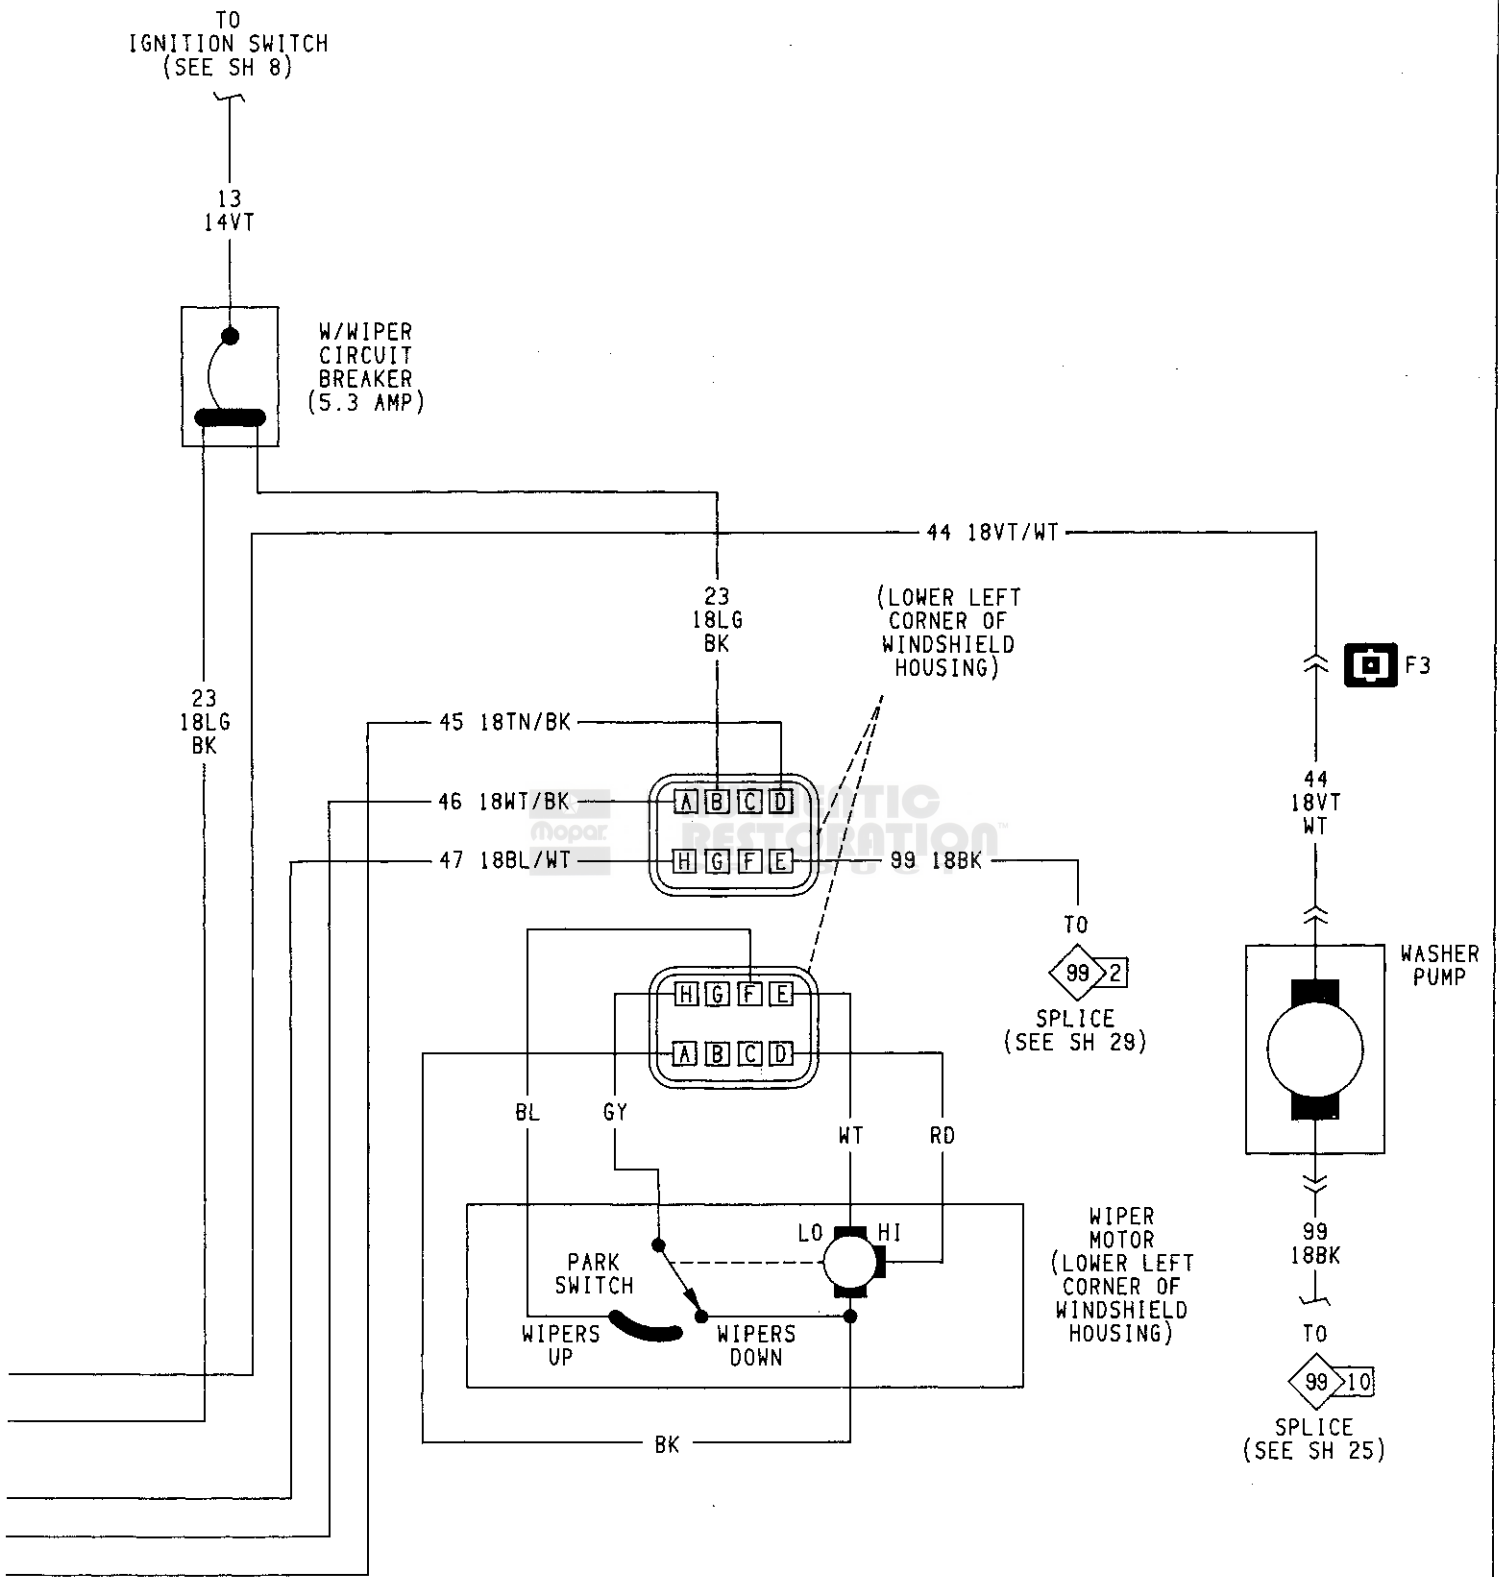 TO
IGNITION SWITCH
(SEE SH 8)
13
14VT
W/WIPER
CIRCUIT
BREAKER
(5.3 AMP)
44 18VT/WT
23
18LG
BK
(LOWER LEFT
CORNER OF
WINDSHIELD
HOUSING)
F3
23
18LG
BK
45 18TN/BK
44
18VT
WT
46 18WT/BK
A B C D
AUTHENTIC
Mopar
RESTORATION
47 18BL/WT
H G F E
99 18BK
TO
99 2
SPLICE
(SEE SH 29)
WASHER
PUMP
H G F E
A B C D
BL
GY
WT
RD
LO
HI
PARK
SWITCH
WIPERS
UP
WIPERS
DOWN
WIPER
MOTOR
(LOWER LEFT
CORNER OF
WINDSHIELD
HOUSING)
99
18BK
TO
99 10
SPLICE
(SEE SH 25)
BK